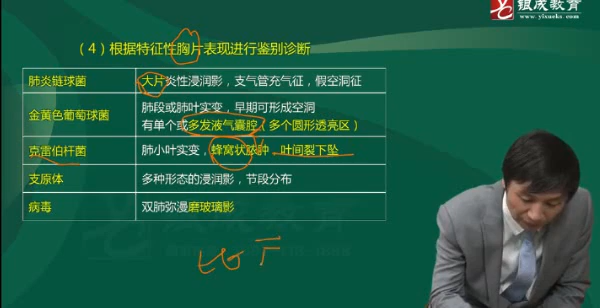 银成教育
www.yixueks.com
(4)根据特征性胸片表现进行鉴别诊断
肺炎链球菌 大片炎性浸润影，支气管充气征，假空洞征
金黄色葡萄球菌 肺段或肺叶实变，早期可形成空洞
有单个或多发液气囊腔（多个圆形透亮区）
克雷伯杆菌 肺小叶实变，蜂窝状脓肿，叶间裂下坠
支原体 多种形态的浸润影，节段分布
病毒 双肺弥漫磨玻璃影